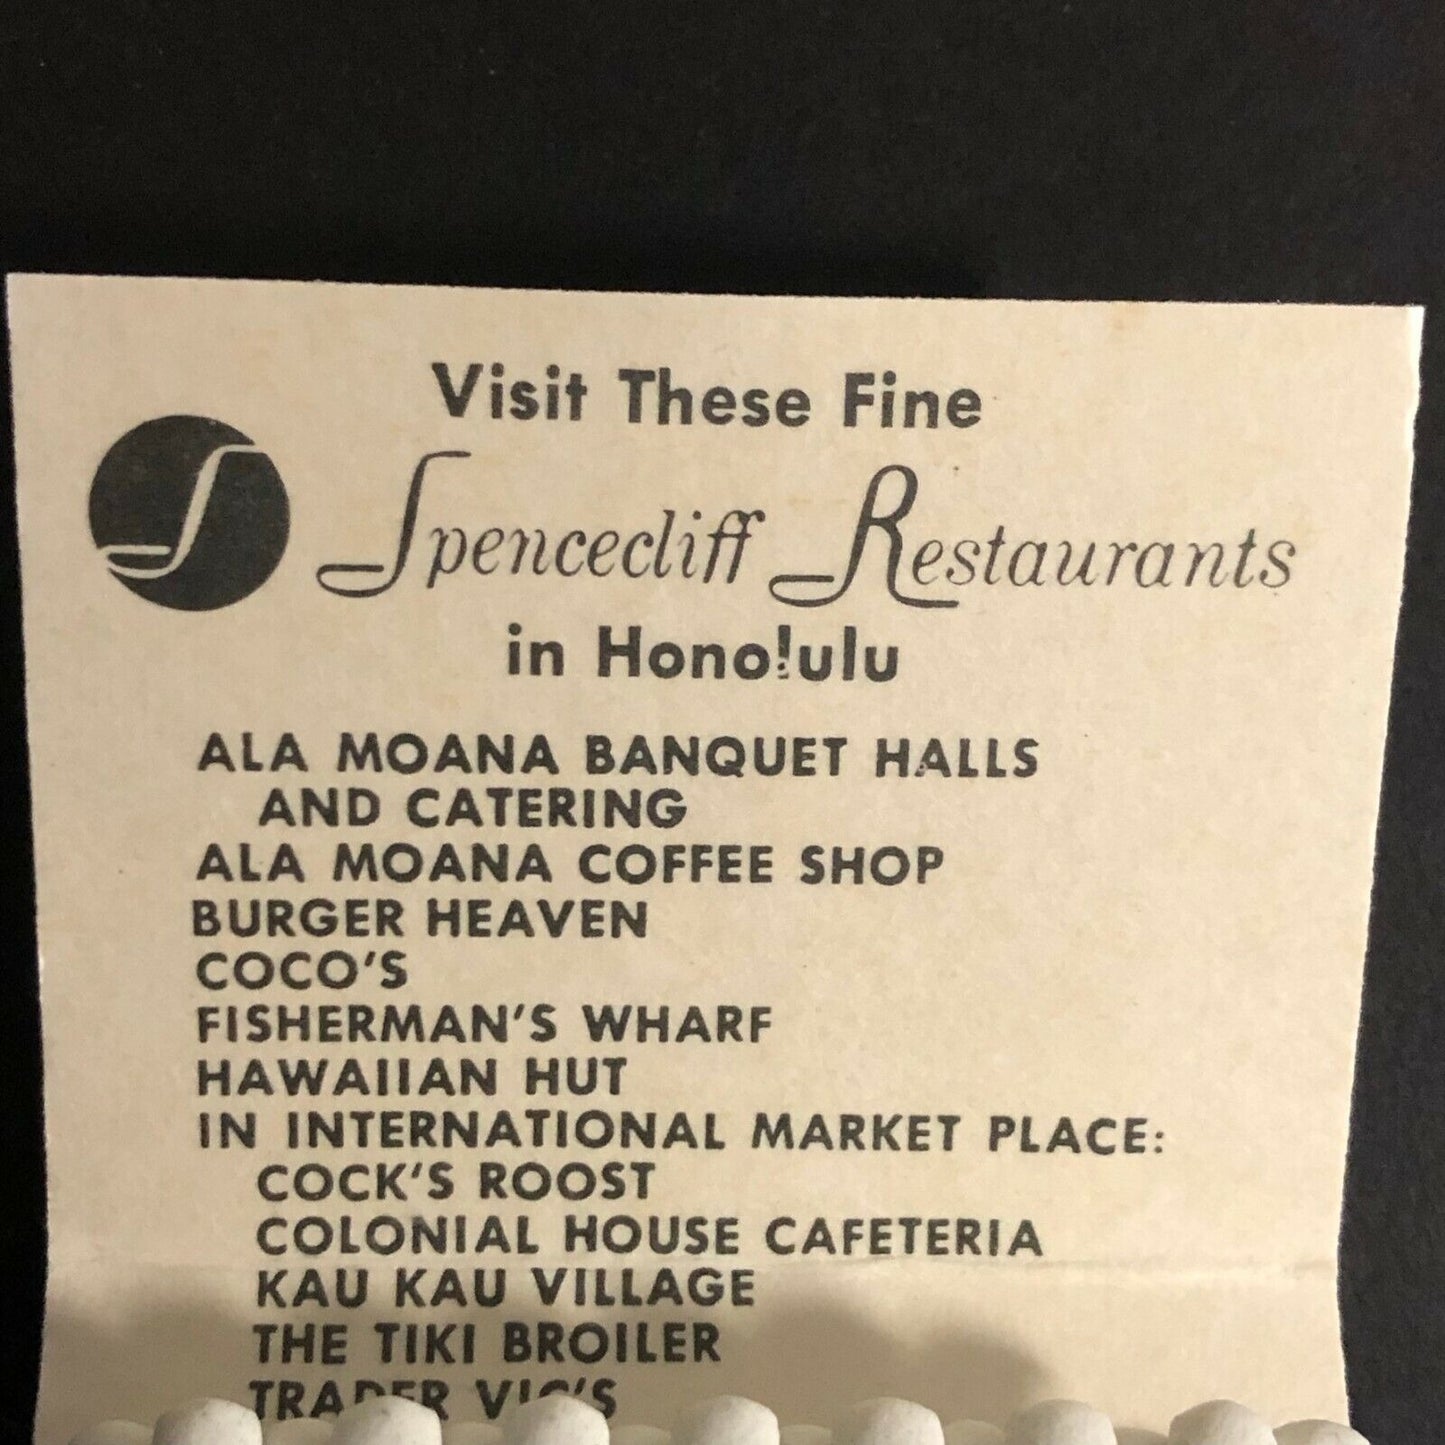 Visit These Fine
Spencecliff Restaurants
in Honolulu
ALA MOANA BANQUET HALLS
AND CATERING
ALA MOANA COFFEE SHOP
BURGER HEAVEN
COCO'S
FISHERMAN'S WHARF
HAWAIIAN HUT
IN INTERNATIONAL MARKET PLACE:
COCK'S ROOST
COLONIAL HOUSE CAFETERIA
KAU KAU VILLAGE
THE TIKI BROILER
TRADER VIC'S